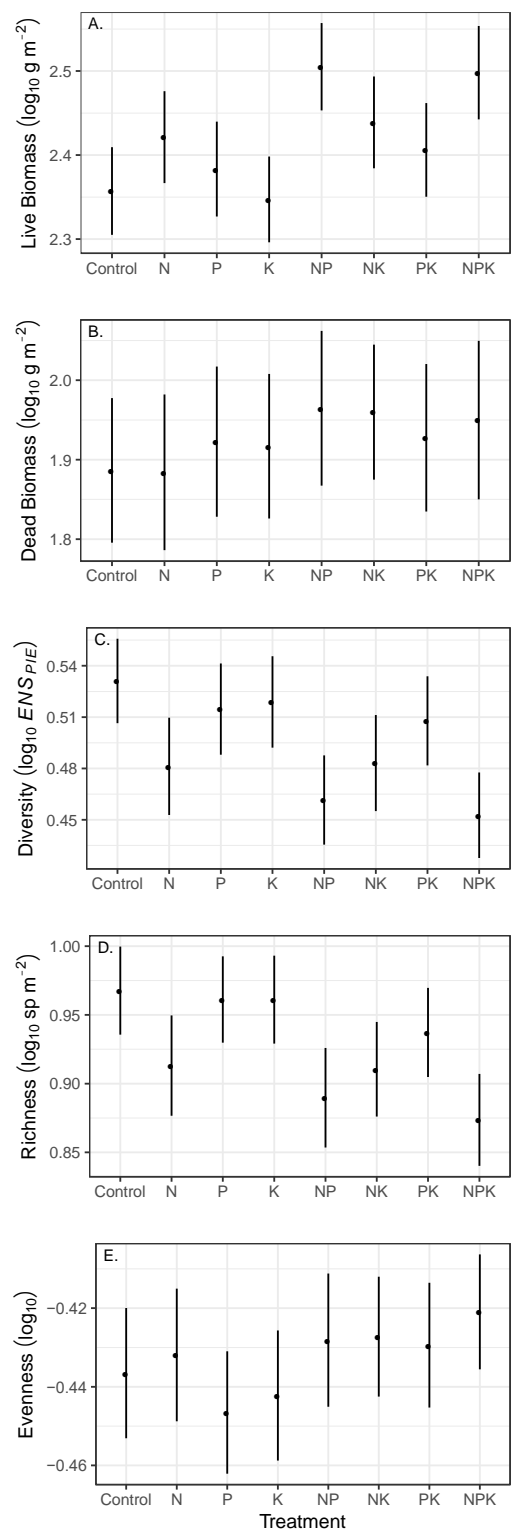 A.
Live Biomass (log₁₀ g m⁻²)
2.5
2.4
2.3
Control N P K NP NK PK NPK
B.
Dead Biomass (log₁₀ g m⁻²)
2.0
1.9
1.8
Control N P K NP NK PK NPK
C.
Diversity (log₁₀ ENS PIE)
0.54
0.51
0.48
0.45
Control N P K NP NK PK NPK
D.
Richness (log₁₀ sp m⁻²)
1.00
0.95
0.90
0.85
Control N P K NP NK PK NPK
E.
Evenness (log₁₀)
−0.42
−0.44
−0.46
Control N P K NP NK PK NPK
Treatment